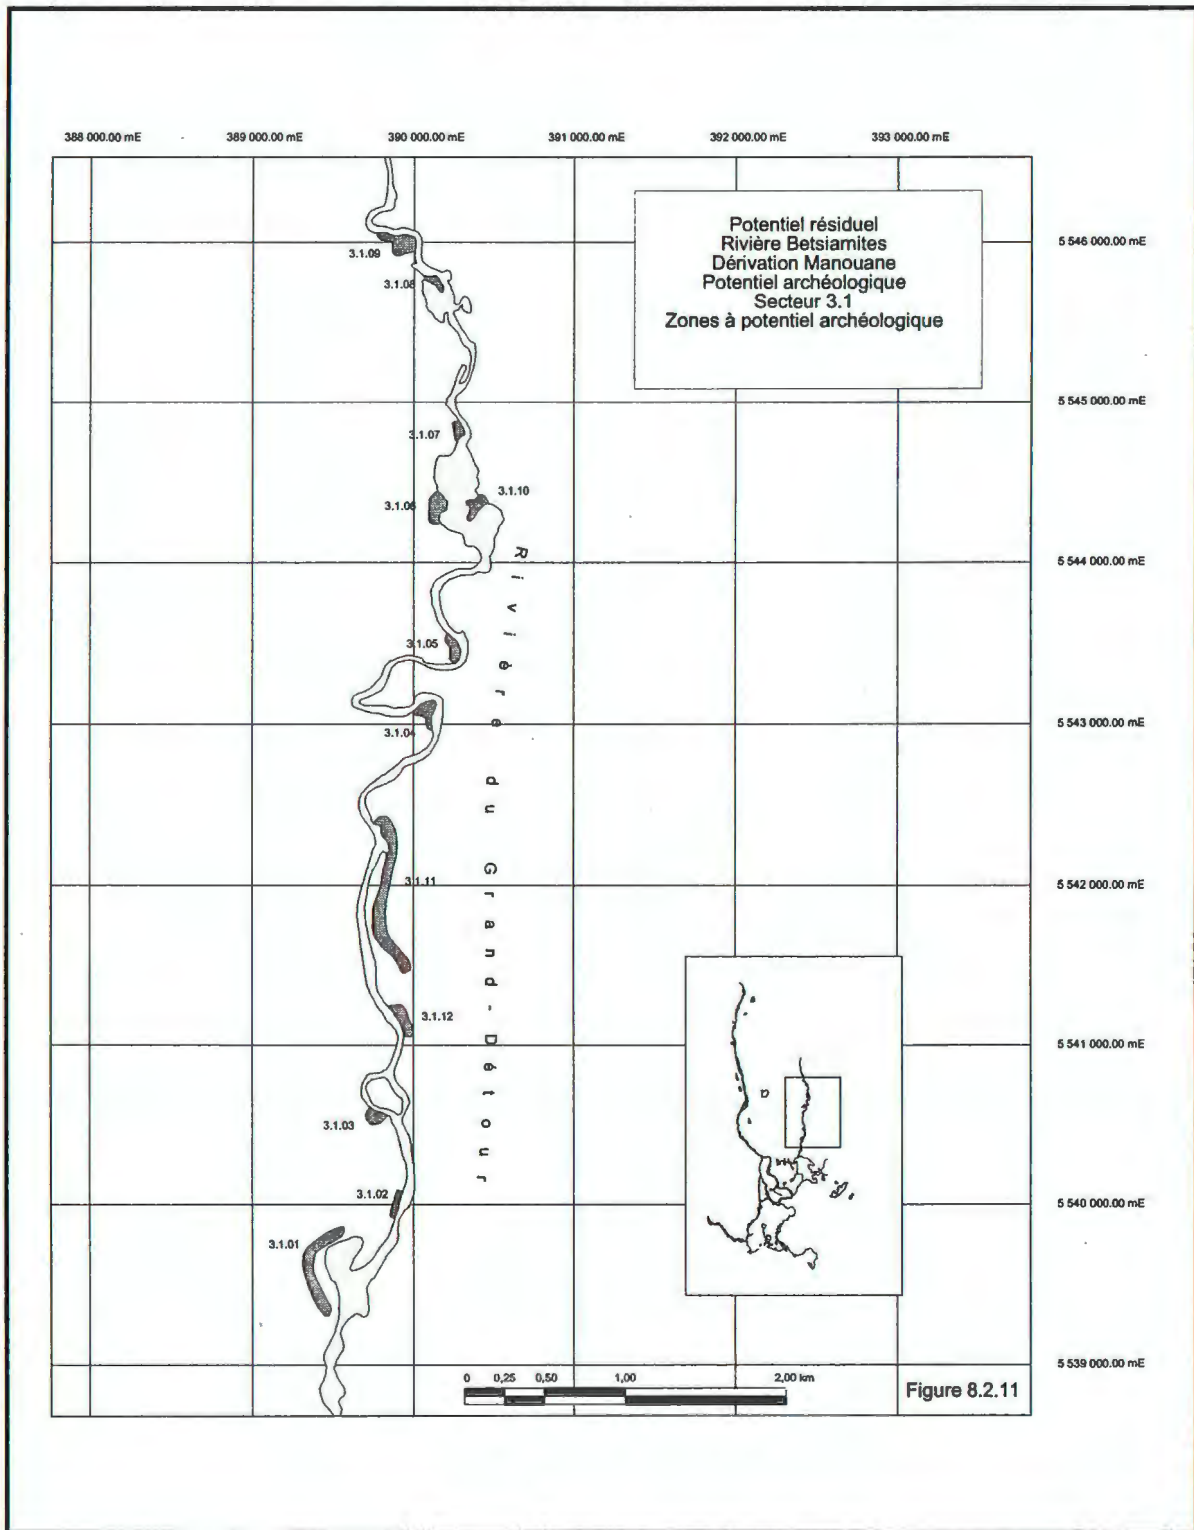 388 000.00 mE
389 000.00 mE
390 000.00 mE
391 000.00 mE
392 000.00 mE
393 000.00 mE
Potentiel résiduel
Rivière Betsiamites
Dérivation Manouane
Potentiel archéologique
Secteur 3.1
Zones à potentiel archéologique
5 546 000.00 mE
5 545 000.00 mE
5 544 000.00 mE
5 543 000.00 mE
5 542 000.00 mE
5 541 000.00 mE
5 540 000.00 mE
5 539 000.00 mE
3.1.09
3.1.08
3.1.07
3.1.06
3.1.10
3.1.05
3.1.04
3.1.11
3.1.12
3.1.03
3.1.02
3.1.01
Rivière du Grand-Détour
0 0,25 0,50 1,00 2,00 km
Figure 8.2.11